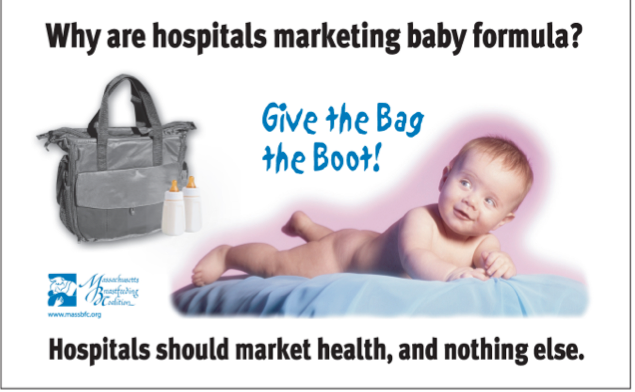 Why are hospitals marketing baby formula?
Give the Bag
the Boot!
Massachusetts
Breastfeeding
Coalition
www.massbfc.org
Hospitals should market health, and nothing else.